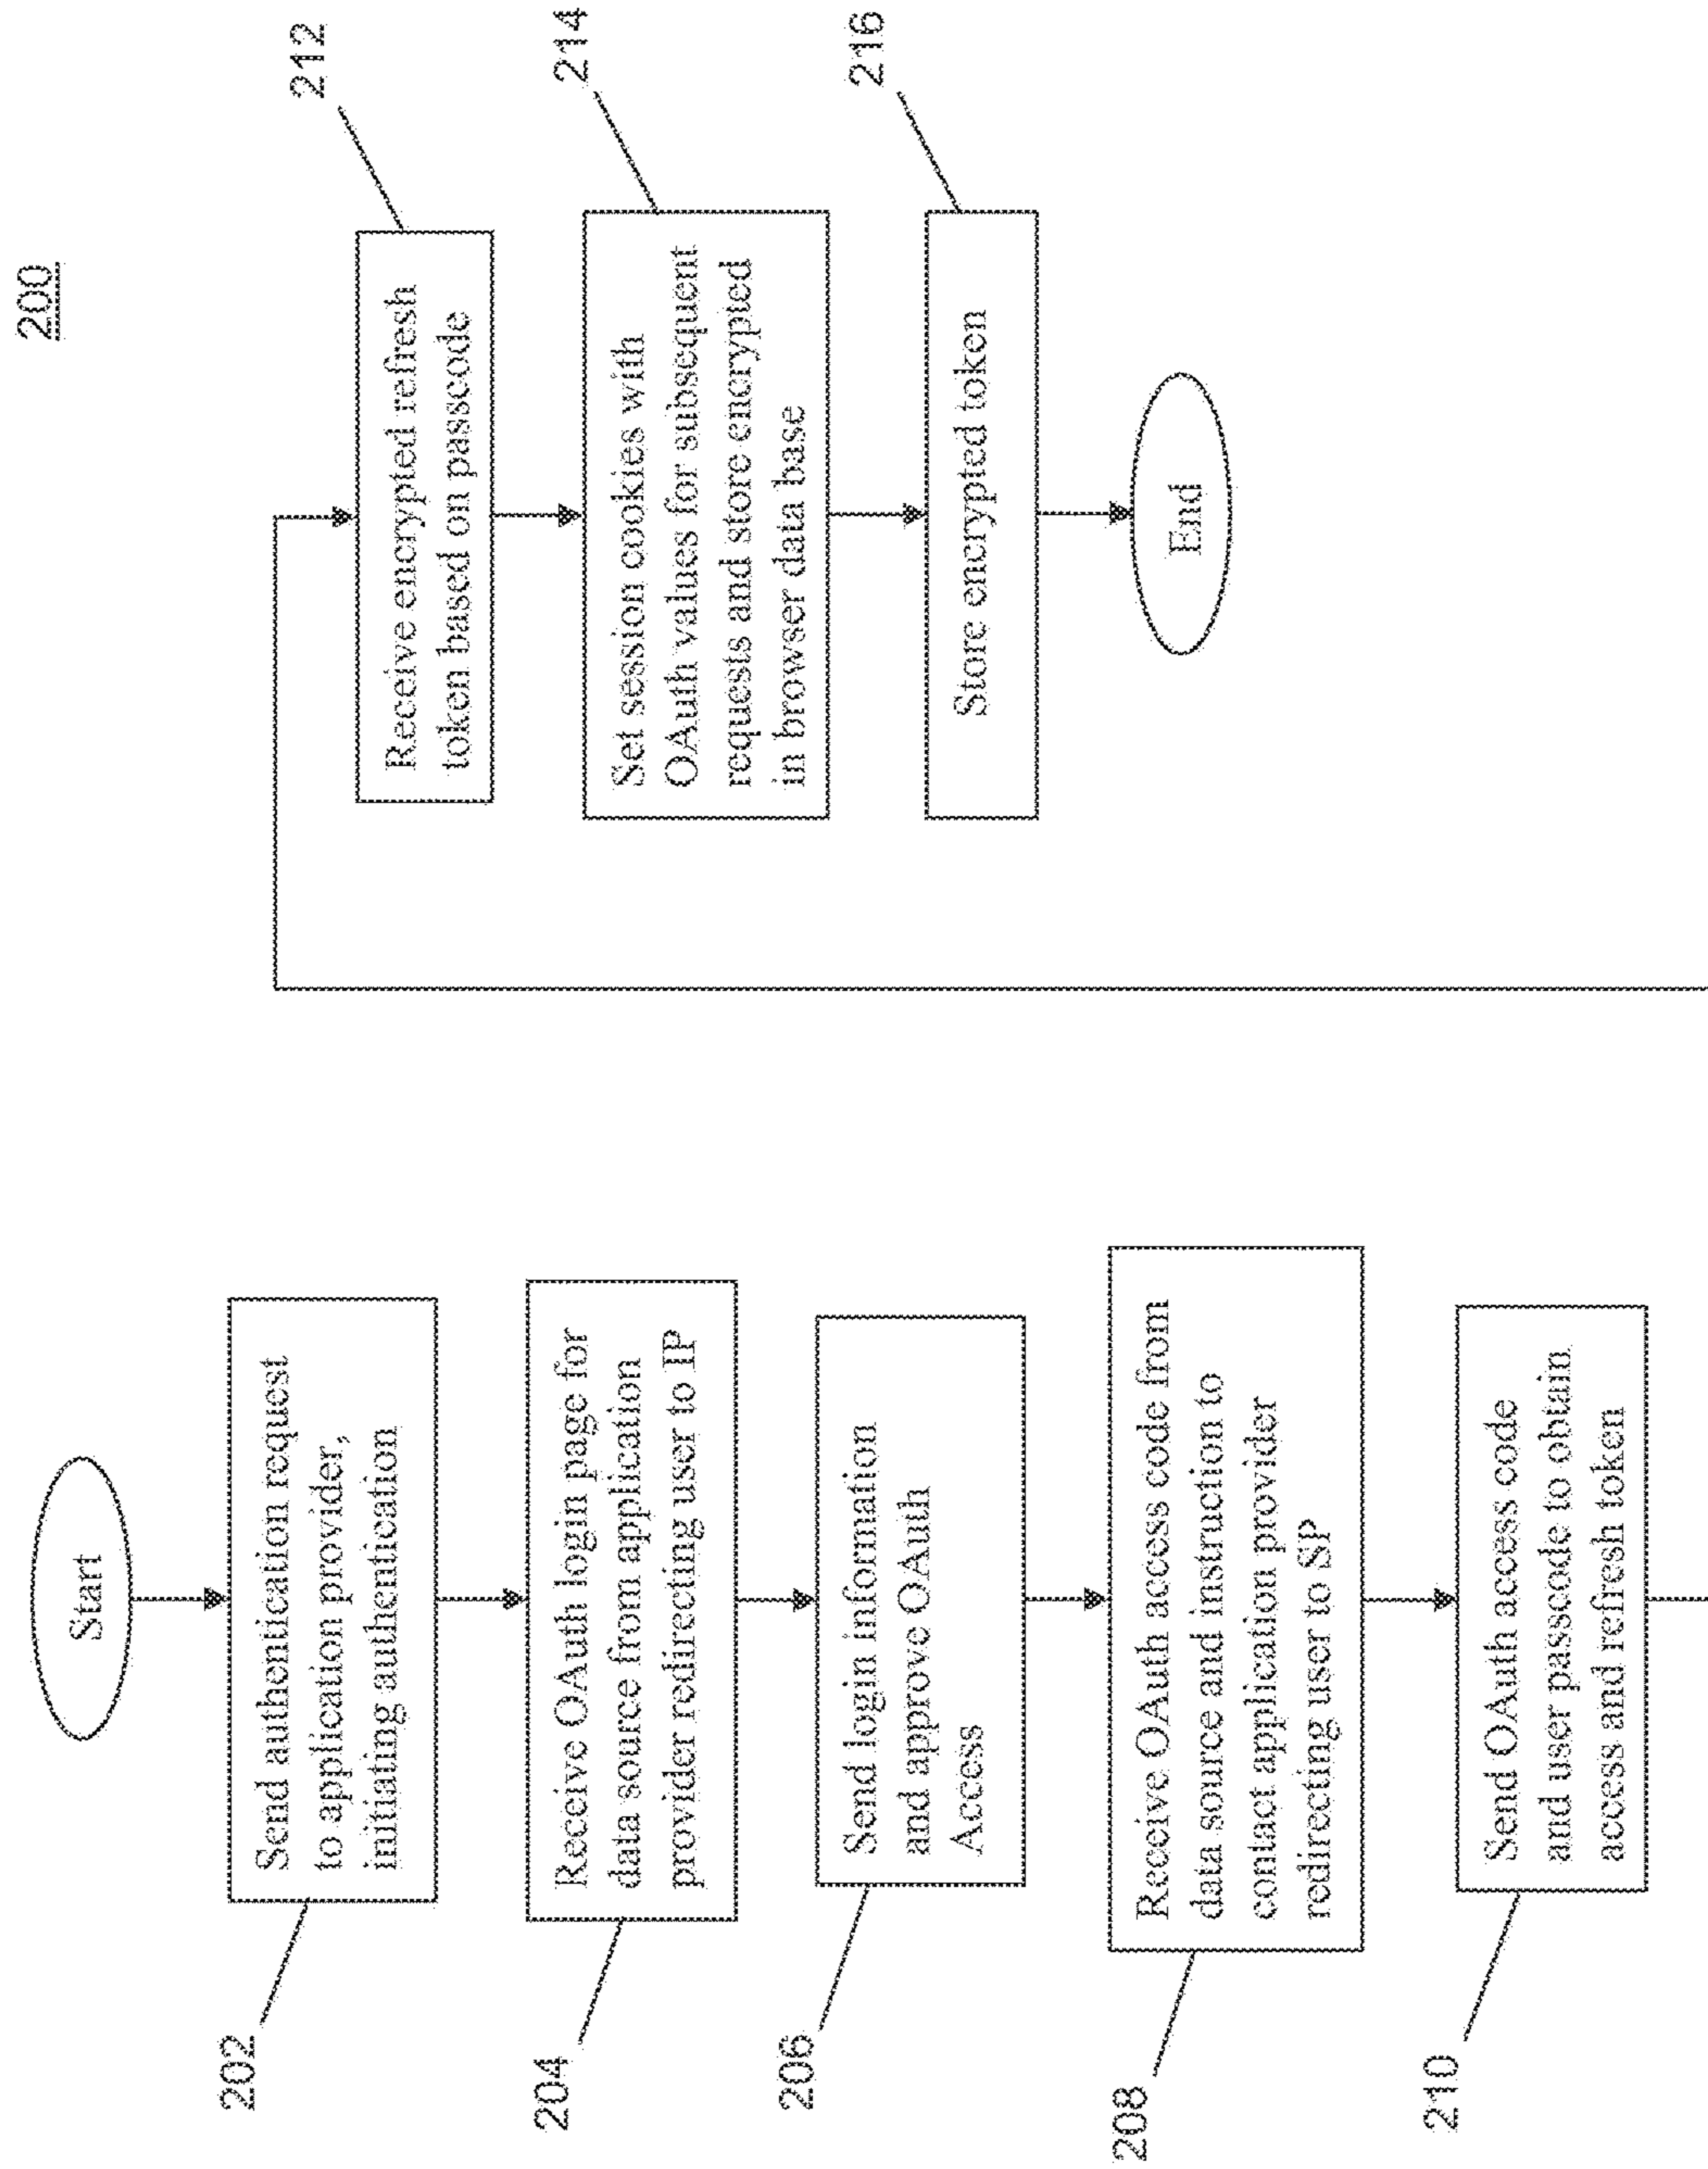 200
Start
202
Send authentication request
to application provider,
initiating authentication
204
Receive OAuth login page for
data source from application
provider redirecting user to IP
206
Send login information
and approve OAuth
Access
208
Receive OAuth access code from
data source and instruction to
contact application provider
redirecting user to SP
210
Send OAuth access code
and user passcode to obtain
access and refresh token
212
Receive encrypted refresh
token based on passcode
214
Set session cookies with
OAuth values for subsequent
requests and store encrypted
in browser data base
216
Store encrypted token
End